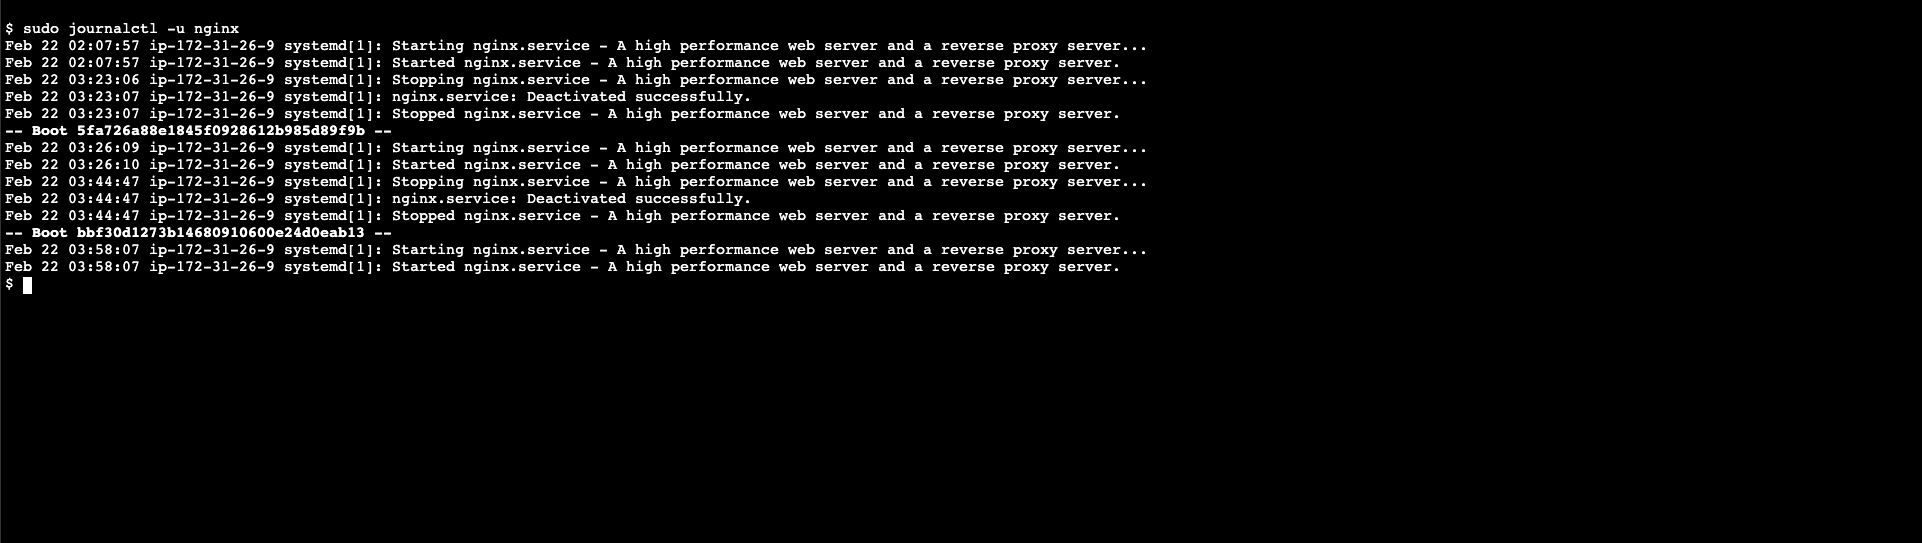 $ sudo journalctl -u nginx
Feb 22 02:07:57 ip-172-31-26-9 systemd[1]: Starting nginx.service - A high performance web server and a reverse proxy server...
Feb 22 02:07:57 ip-172-31-26-9 systemd[1]: Started nginx.service - A high performance web server and a reverse proxy server.
Feb 22 03:23:06 ip-172-31-26-9 systemd[1]: Stopping nginx.service - A high performance web server and a reverse proxy server...
Feb 22 03:23:07 ip-172-31-26-9 systemd[1]: nginx.service: Deactivated successfully.
Feb 22 03:23:07 ip-172-31-26-9 systemd[1]: Stopped nginx.service - A high performance web server and a reverse proxy server.
-- Boot 5fa726a88e1845f0928612b985d89f9b --
Feb 22 03:26:09 ip-172-31-26-9 systemd[1]: Starting nginx.service - A high performance web server and a reverse proxy server...
Feb 22 03:26:10 ip-172-31-26-9 systemd[1]: Started nginx.service - A high performance web server and a reverse proxy server.
Feb 22 03:44:47 ip-172-31-26-9 systemd[1]: Stopping nginx.service - A high performance web server and a reverse proxy server...
Feb 22 03:44:47 ip-172-31-26-9 systemd[1]: nginx.service: Deactivated successfully.
Feb 22 03:44:47 ip-172-31-26-9 systemd[1]: Stopped nginx.service - A high performance web server and a reverse proxy server.
-- Boot bbf30d1273b14680910600e24d0eab13 --
Feb 22 03:58:07 ip-172-31-26-9 systemd[1]: Starting nginx.service - A high performance web server and a reverse proxy server...
Feb 22 03:58:07 ip-172-31-26-9 systemd[1]: Started nginx.service - A high performance web server and a reverse proxy server.
$